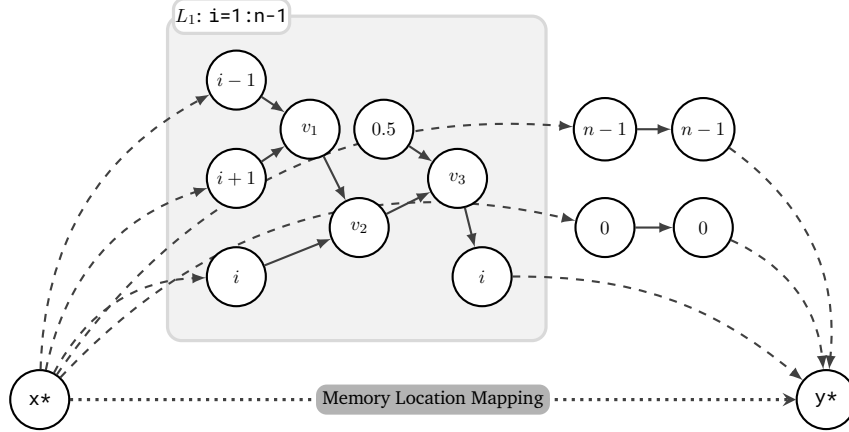 L₁: i=1:n-1
i − 1
v₁
0.5
n − 1
n − 1
i + 1
v₃
v₂
0
0
i
i
x*
Memory Location Mapping
y*